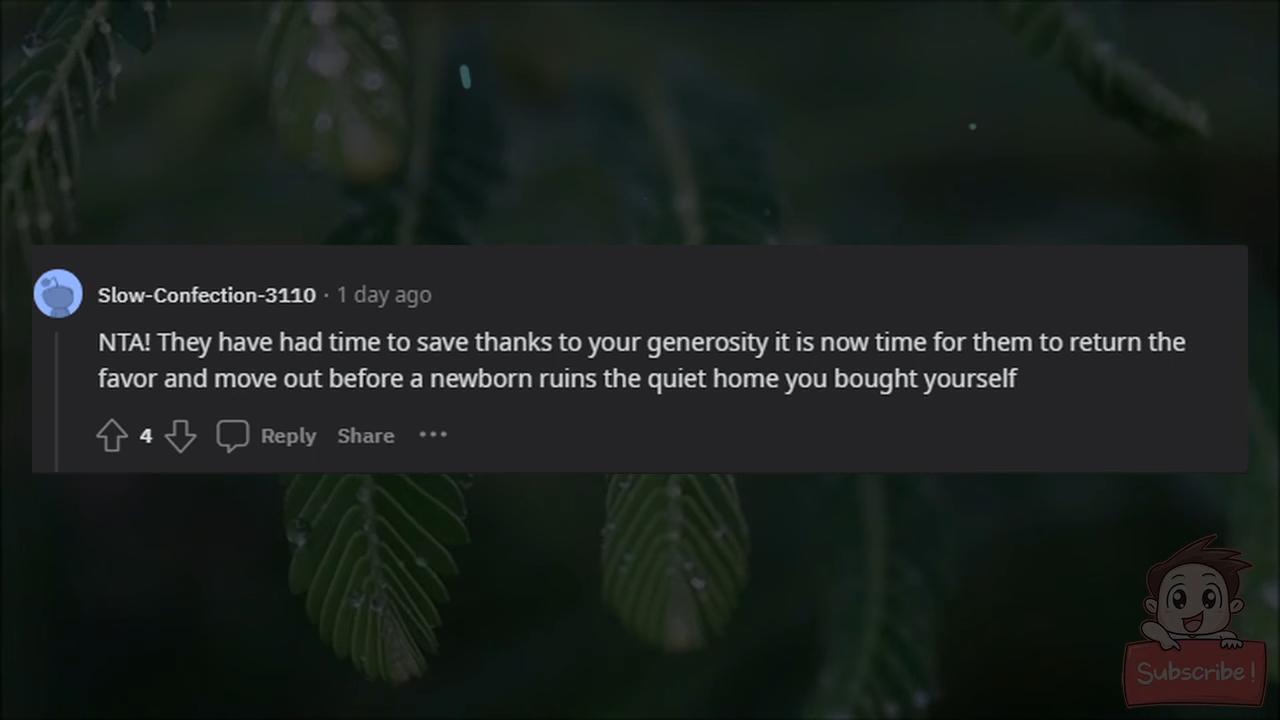 Slow-Confection-3110 · 1 day ago
NTA! They have had time to save thanks to your generosity it is now time for them to return the
favor and move out before a newborn ruins the quiet home you bought yourself
4 Reply Share ···
Subscribe!